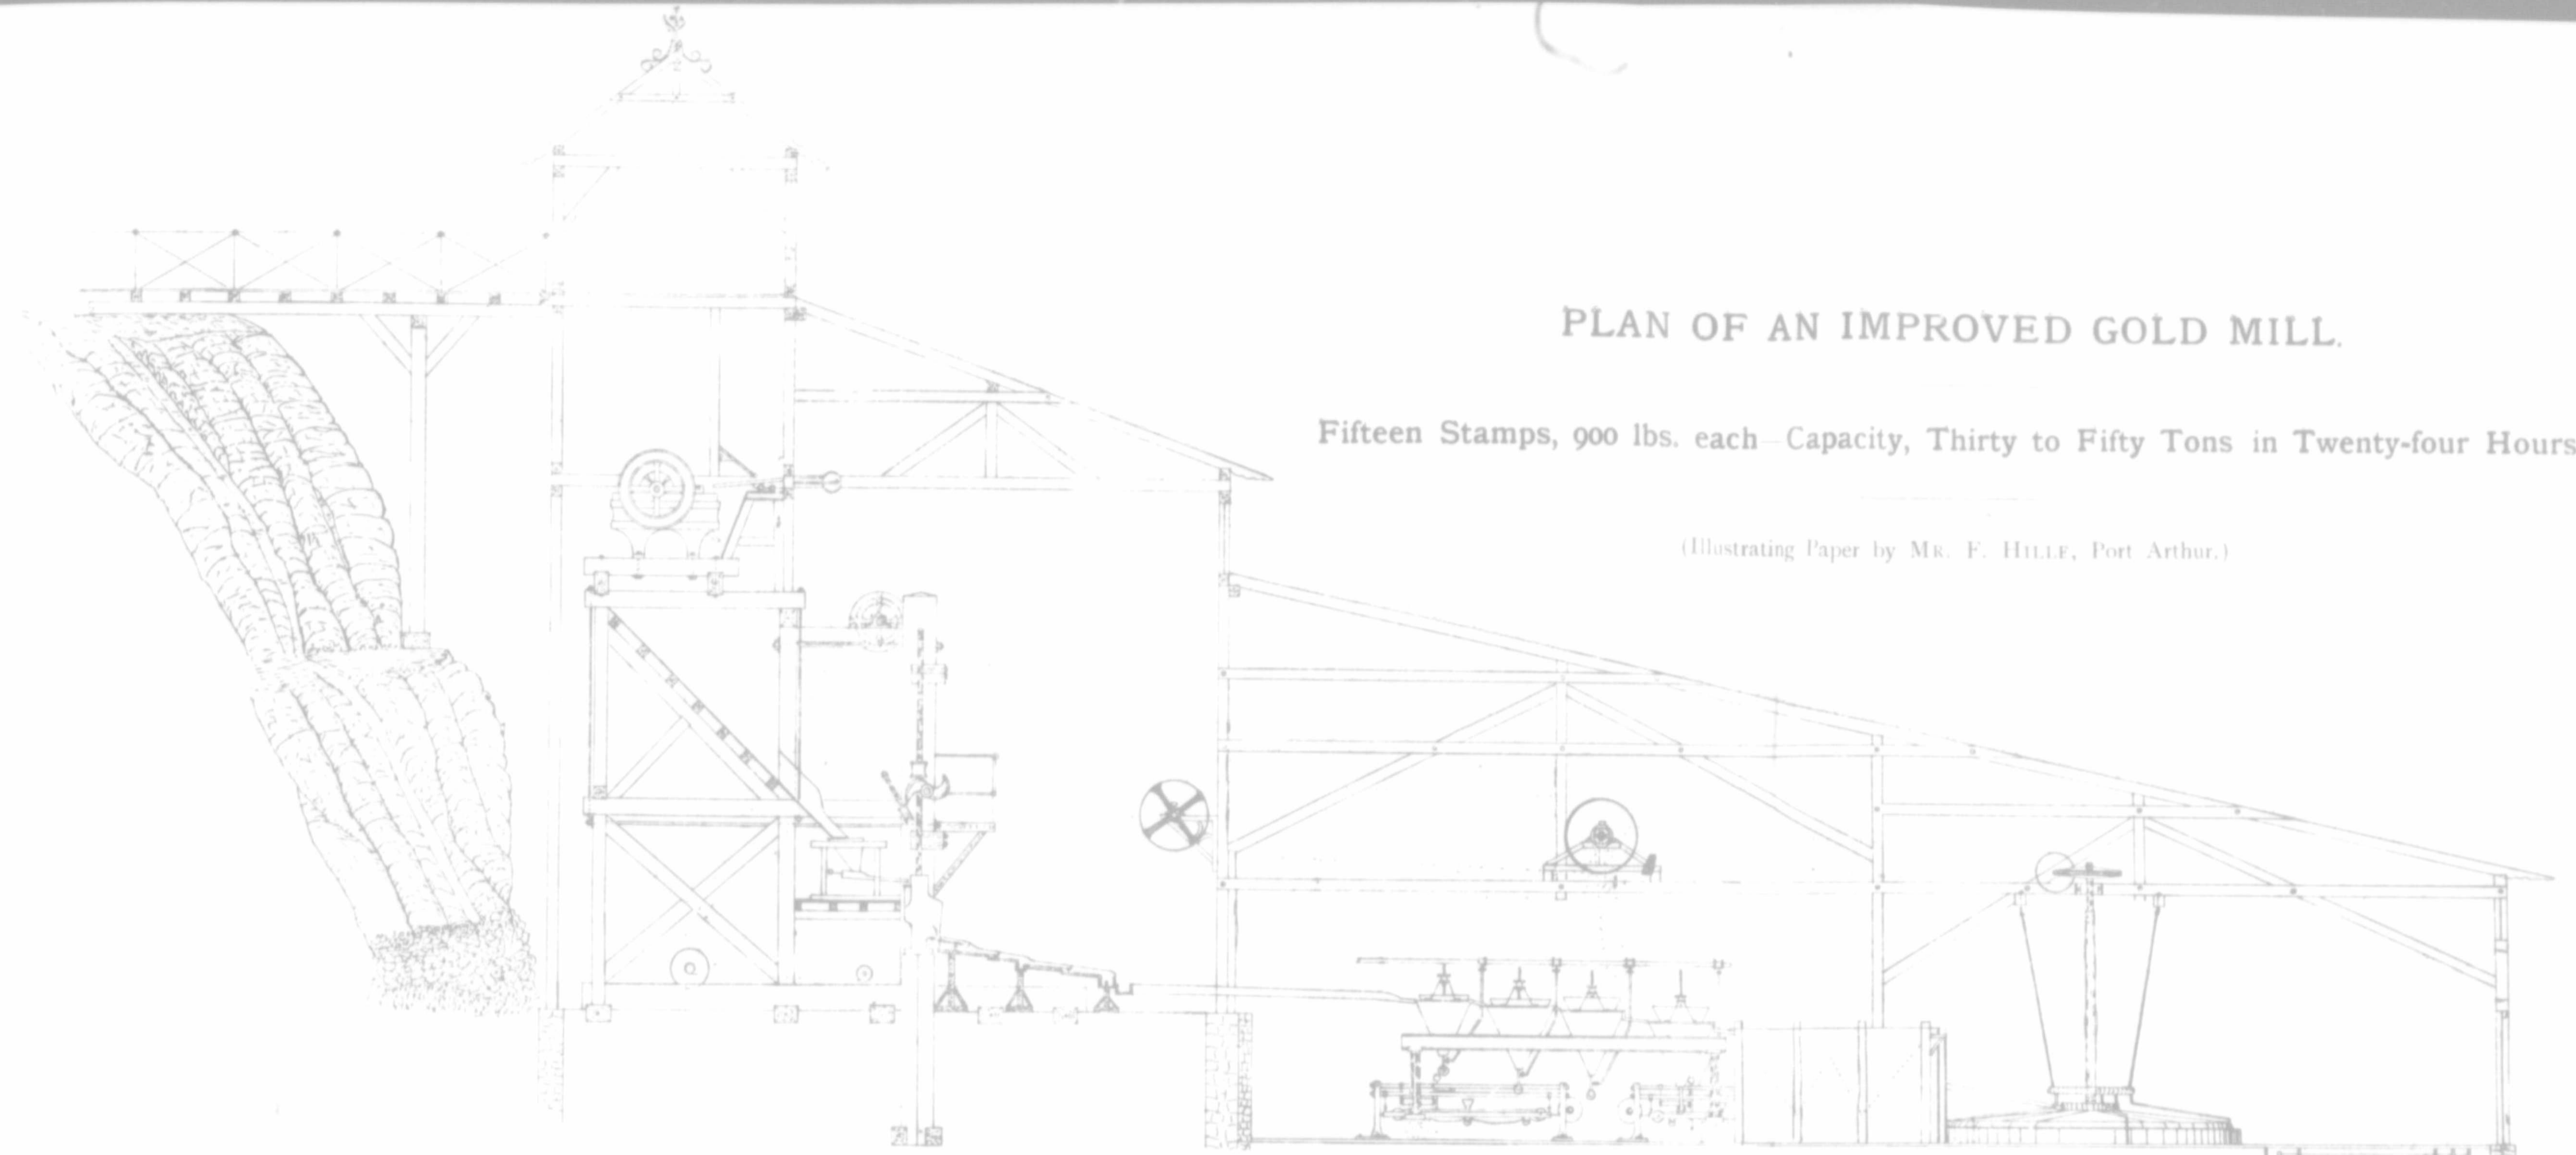 PLAN OF AN IMPROVED GOLD MILL.
Fifteen Stamps, 900 lbs. each—Capacity, Thirty to Fifty Tons in Twenty-four Hours
(Illustrating Paper by MR. F. HILLE, Port Arthur.)